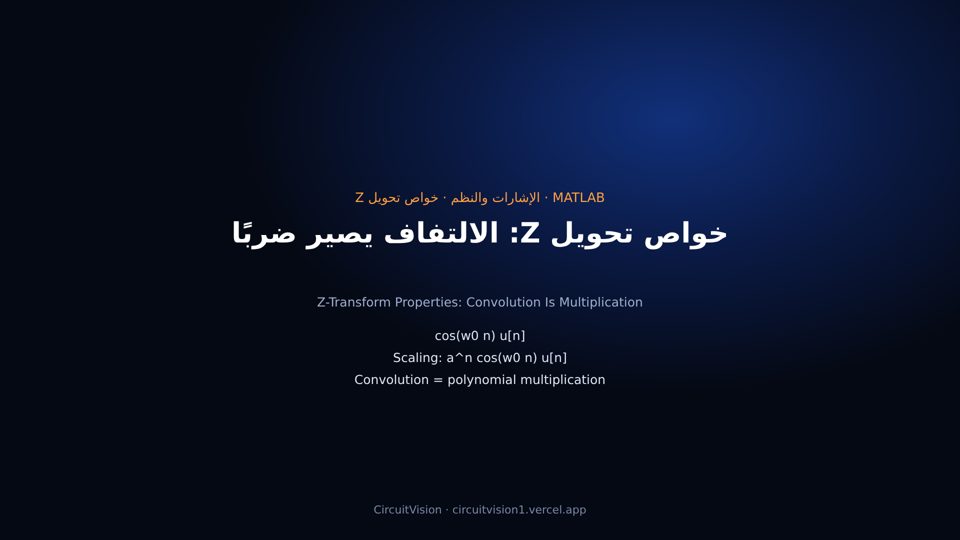 MATLAB · الإشارات والنظم · خواص تحويل Z
خواص تحويل Z: الالتفاف يصير ضربًا
Z-Transform Properties: Convolution Is Multiplication
cos(w0 n) u[n]
Scaling: a^n cos(w0 n) u[n]
Convolution = polynomial multiplication
CircuitVision · circuitvision1.vercel.app